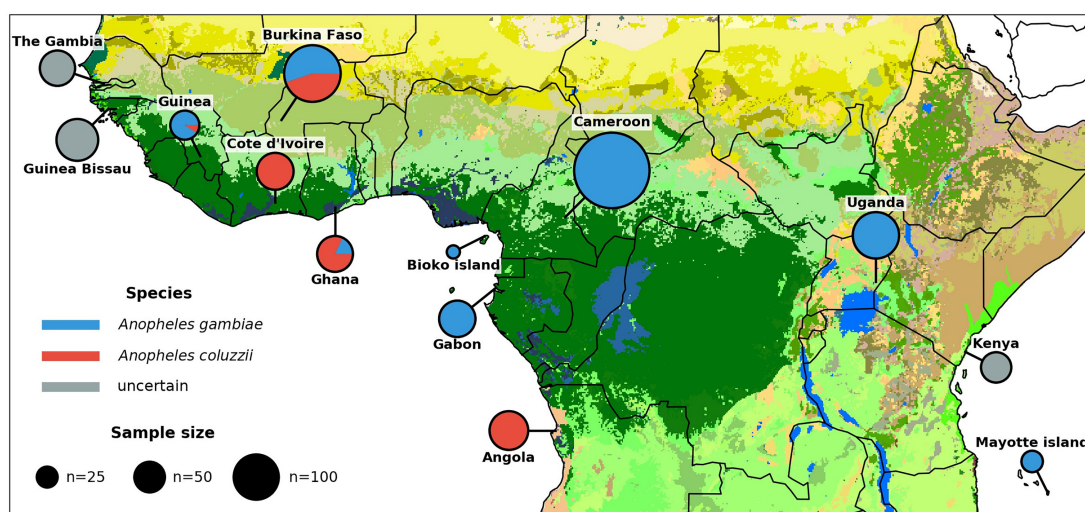 The Gambia
Burkina Faso
Guinea
Cote d'Ivoire
Guinea Bissau
Cameroon
Uganda
Bioko island
Ghana
Gabon
Kenya
Angola
Mayotte island
Species
Anopheles gambiae
Anopheles coluzzii
uncertain
Sample size
n=25
n=50
n=100